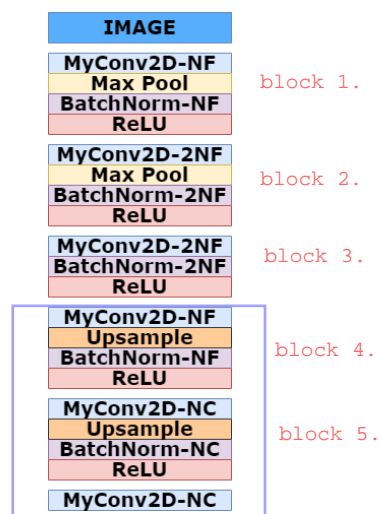 IMAGE
MyConv2D-NF
Max Pool
BatchNorm-NF
ReLU
block 1.
MyConv2D-2NF
Max Pool
BatchNorm-2NF
ReLU
block 2.
MyConv2D-2NF
BatchNorm-2NF
ReLU
block 3.
MyConv2D-NF
Upsample
BatchNorm-NF
ReLU
block 4.
MyConv2D-NC
Upsample
BatchNorm-NC
ReLU
block 5.
MyConv2D-NC